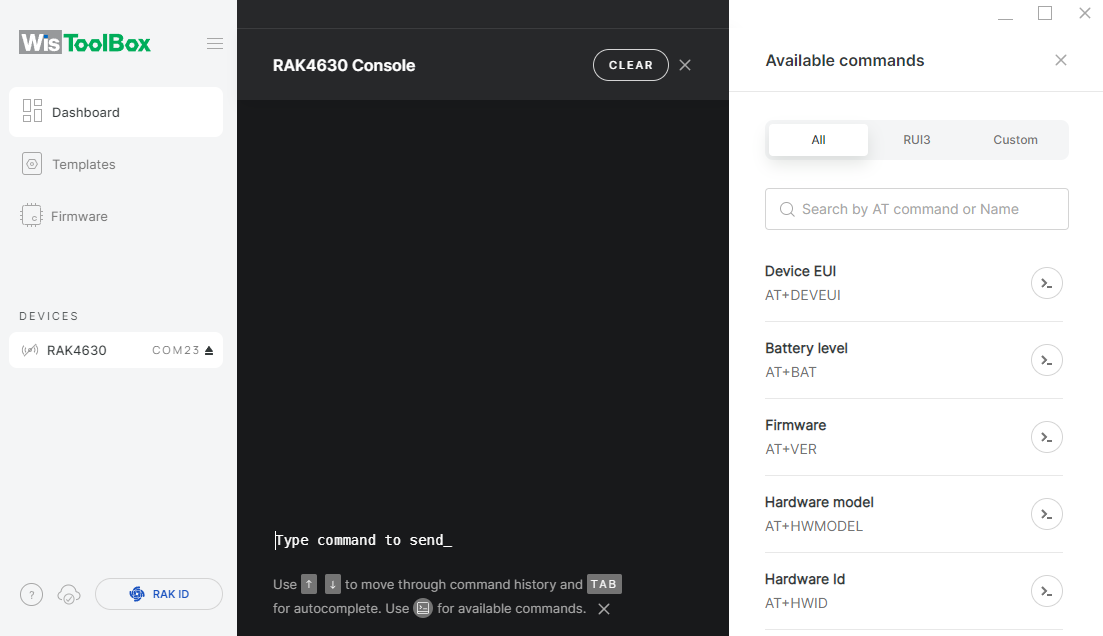 WisToolBox
Dashboard
Templates
Firmware
DEVICES
RAK4630 COM23
? RAK ID
RAK4630 Console CLEAR
Type command to send_
Use ↑ ↓ to move through command history and TAB
for autocomplete. Use for available commands.
Available commands
All RUI3 Custom
Search by AT command or Name
Device EUI
AT+DEVEUI
Battery level
AT+BAT
Firmware
AT+VER
Hardware model
AT+HWMODEL
Hardware Id
AT+HWID